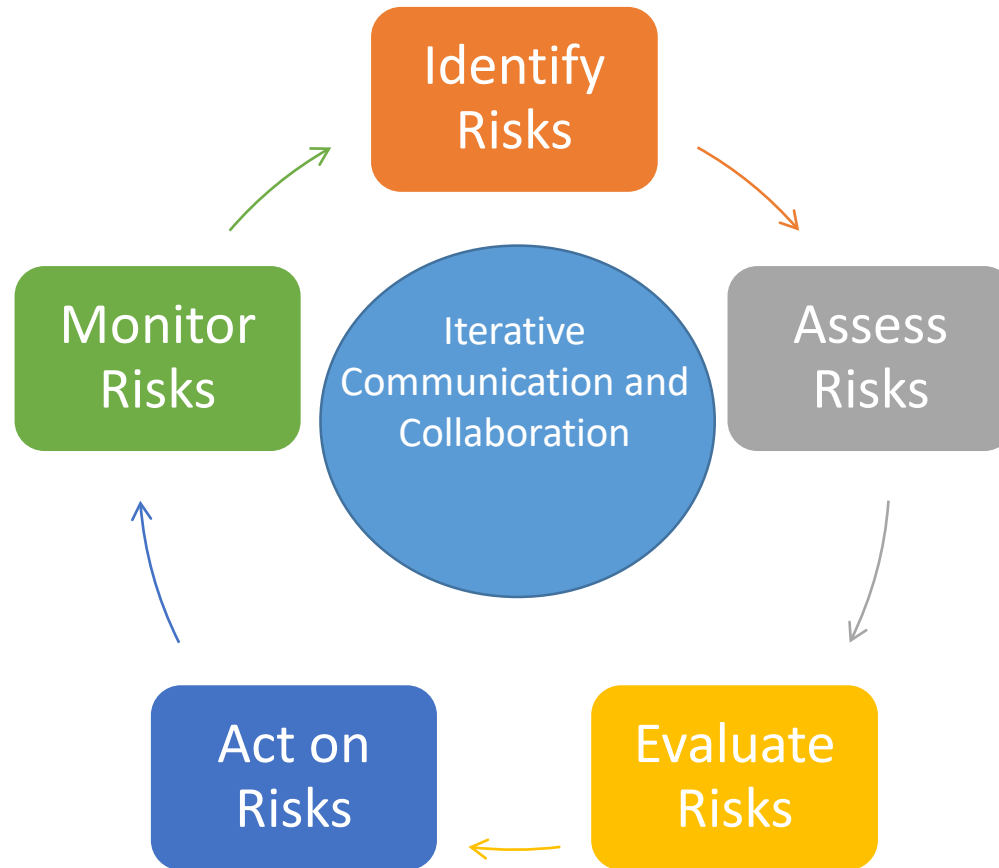 Identify
Risks
Assess
Risks
Evaluate
Risks
Act on
Risks
Monitor
Risks
Iterative
Communication and
Collaboration